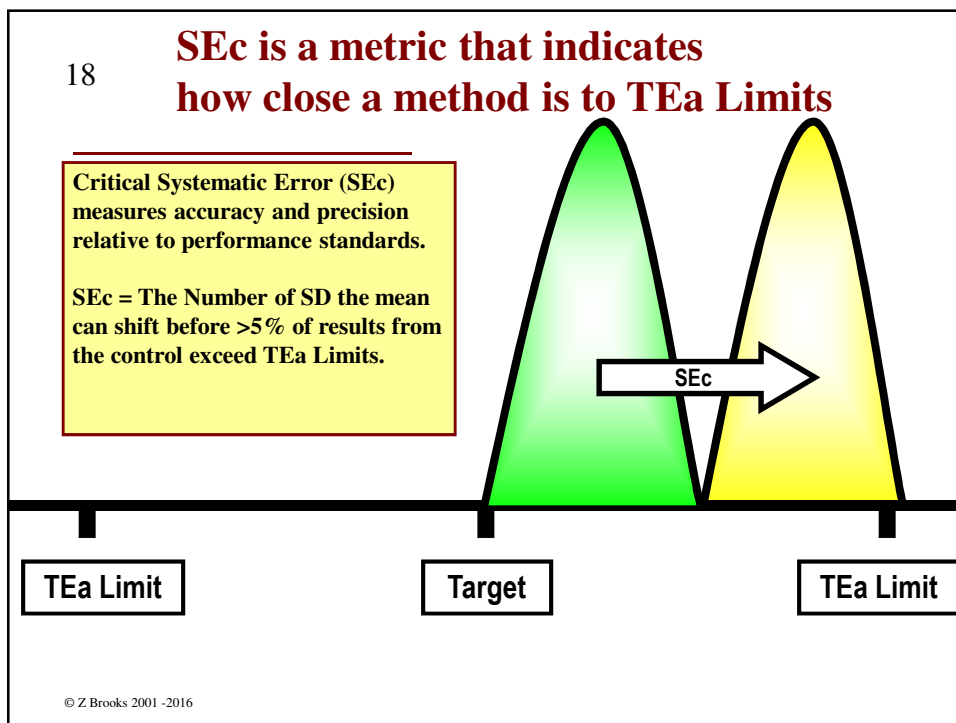 18
SEc is a metric that indicates
how close a method is to TEa Limits
Critical Systematic Error (SEc)
measures accuracy and precision
relative to performance standards.
SEc = The Number of SD the mean
can shift before >5% of results from
the control exceed TEa Limits.
SEc
TEa Limit
Target
TEa Limit
© Z Brooks 2001 -2016